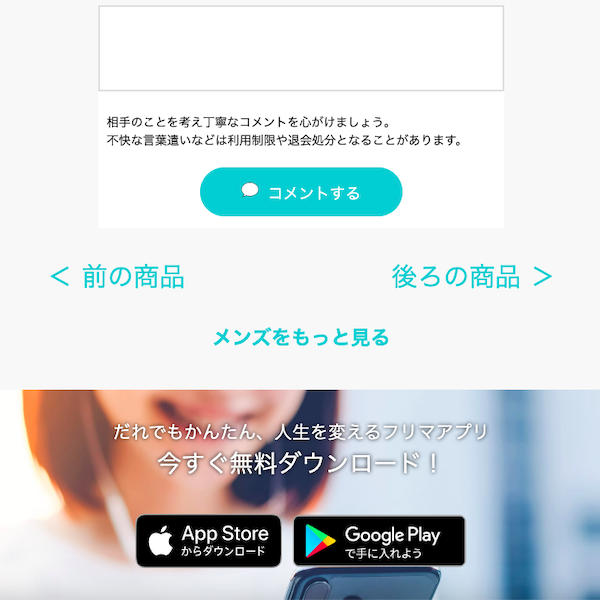 相手のことを考え丁寧なコメントを心がけましょう。
不快な言葉遣いなどは利用制限や退会処分となることがあります。
コメントする
＜ 前の商品
後ろの商品 ＞
メンズをもっと見る
だれでもかんたん、人生を変えるフリマアプリ
今すぐ無料ダウンロード！
App Store
からダウンロード
Google Play
で手に入れよう